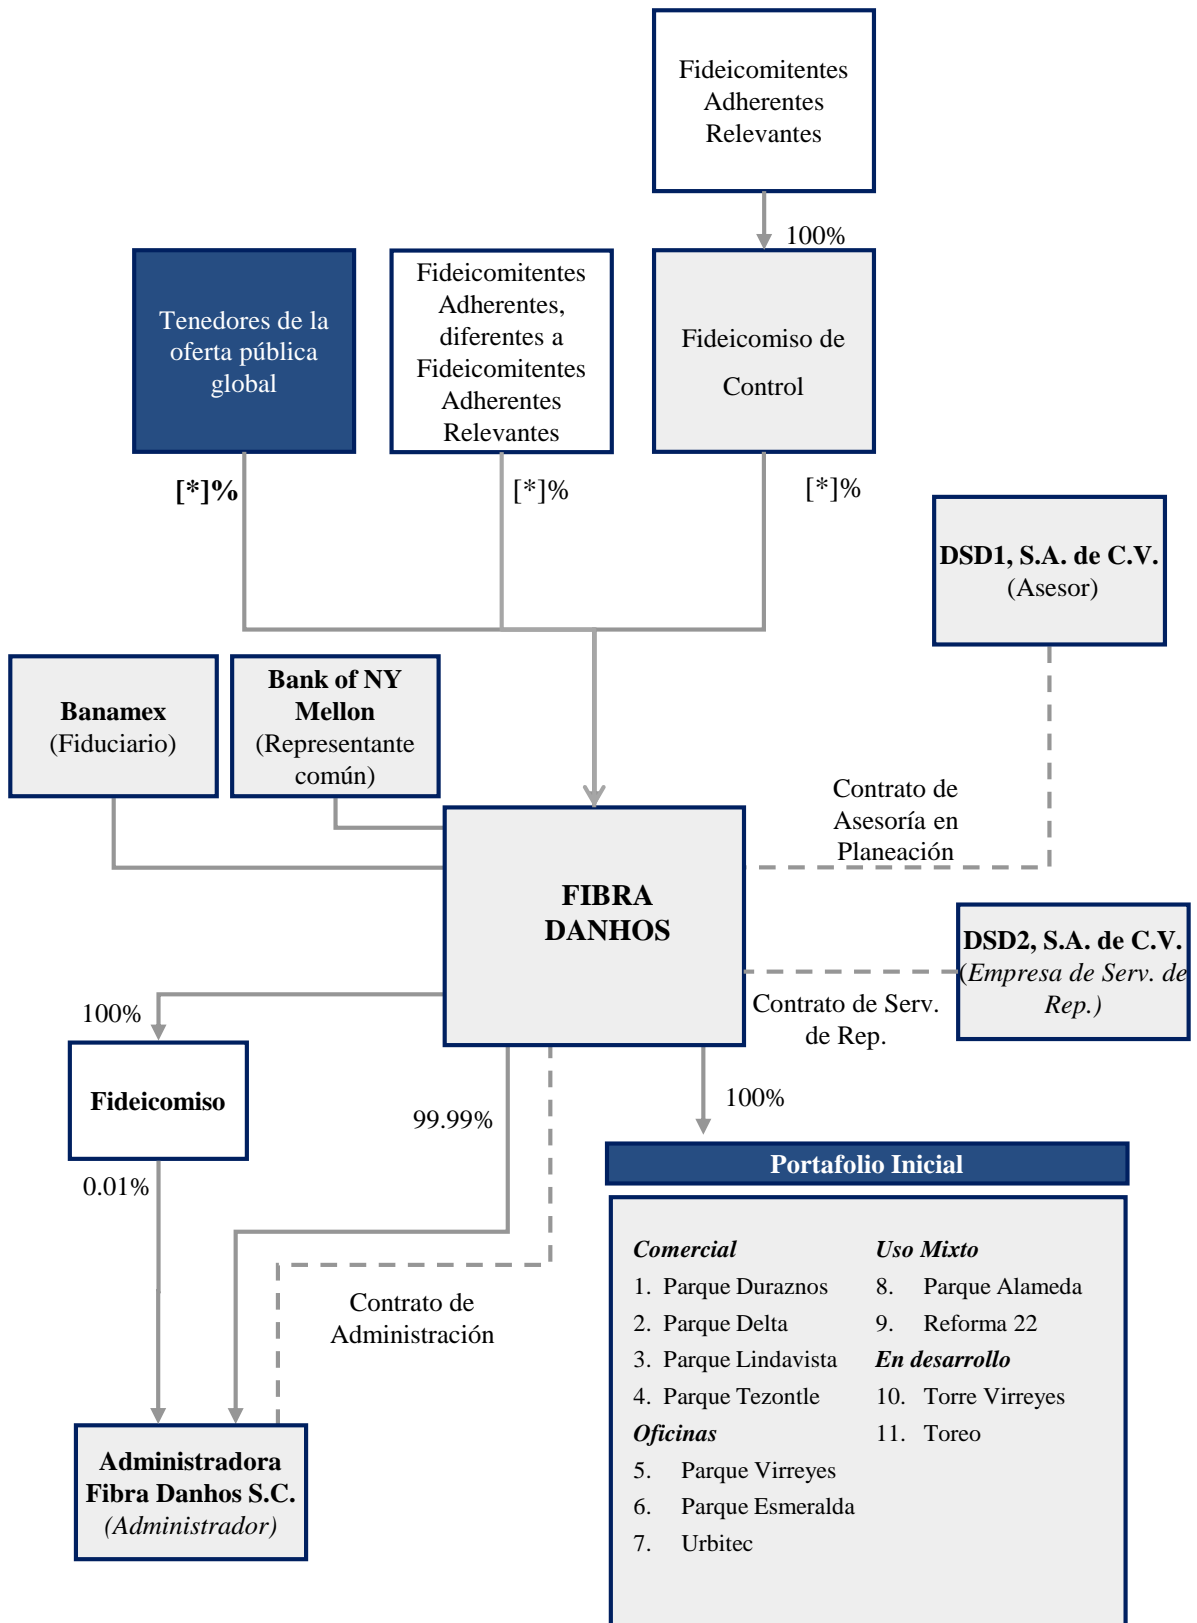 Fideicomitentes
Adherentes
Relevantes
100%
Tenedores de la
oferta pública
global
Fideicomitentes
Adherentes,
diferentes a
Fideicomitentes
Adherentes
Relevantes
Fideicomiso de
Control
[*]%
[*]%
[*]%
DSD1, S.A. de C.V.
(Asesor)
Banamex
(Fiduciario)
Bank of NY
Mellon
(Representante
común)
Contrato de
Asesoría en
Planeación
FIBRA
DANHOS
DSD2, S.A. de C.V.
(Empresa de Serv. de
Rep.)
Contrato de Serv.
de Rep.
100%
Fideicomiso
99.99%
100%
0.01%
Portafolio Inicial
Comercial
1. Parque Duraznos
2. Parque Delta
3. Parque Lindavista
4. Parque Tezontle
Oficinas
5. Parque Virreyes
6. Parque Esmeralda
7. Urbitec
Uso Mixto
8. Parque Alameda
9. Reforma 22
En desarrollo
10. Torre Virreyes
11. Toreo
Contrato de
Administración
Administradora
Fibra Danhos S.C.
(Administrador)